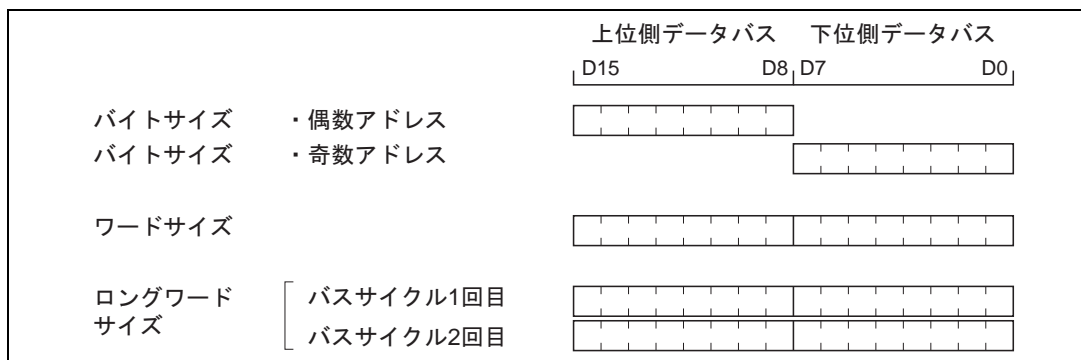 上位側データバス 下位側データバス
D15 D8 D7 D0
バイトサイズ ・偶数アドレス
バイトサイズ ・奇数アドレス
ワードサイズ
ロングワード バスサイクル1回目
サイズ バスサイクル2回目